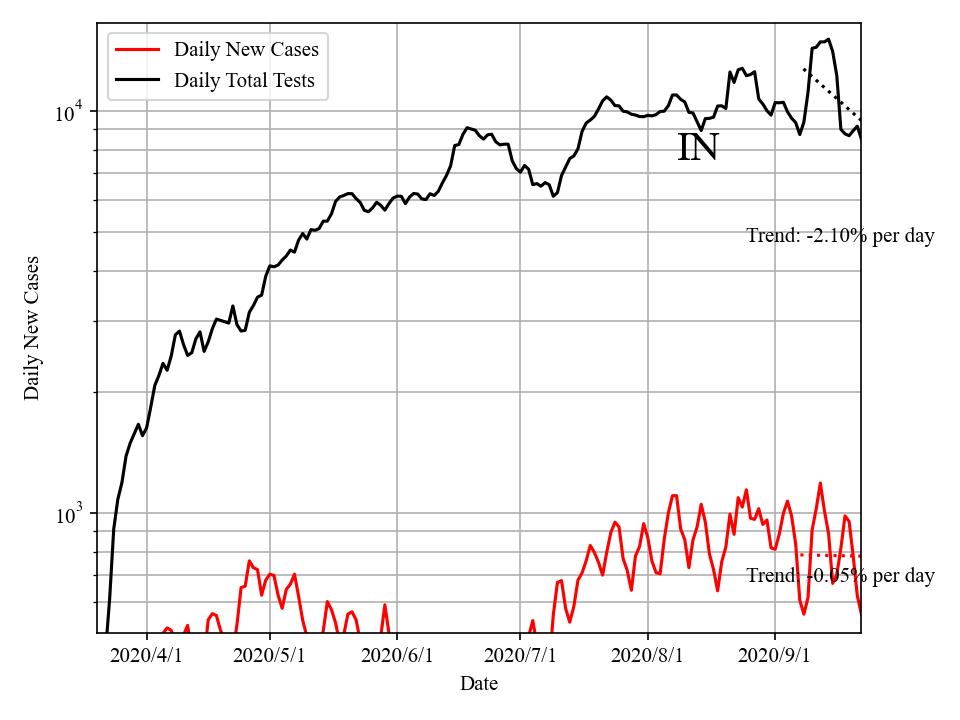 Daily New Cases
Daily Total Tests
10^4
IN
Trend: -2.10% per day
Daily New Cases
10^3
Trend: -0.05% per day
2020/4/1 2020/5/1 2020/6/1 2020/7/1 2020/8/1 2020/9/1
Date